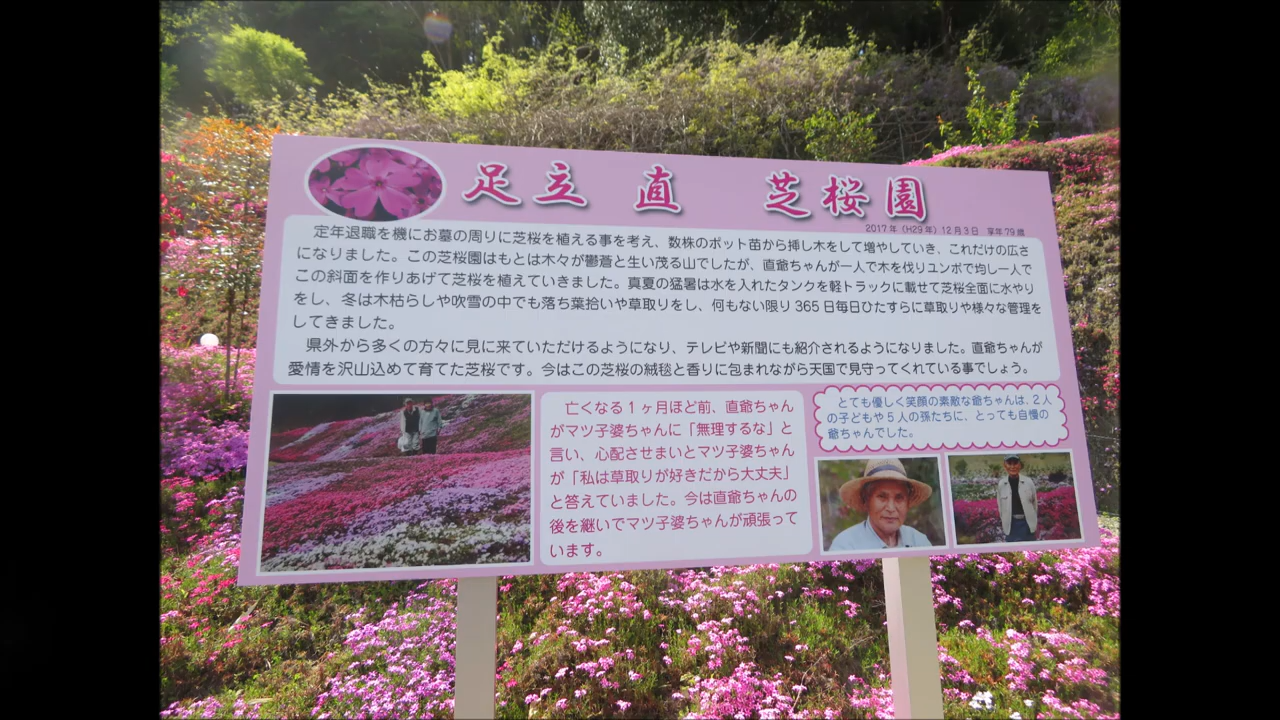 足立 直 芝桜園
2017年(H29年)12月3日 享年79歳
定年退職を機にお墓の周りに芝桜を植える事を考え、数株のポット苗から挿し木をして増やしていき、これだけの広さ
になりました。この芝桜園はもとは木々が鬱蒼と生い茂る山でしたが、直爺ちゃんが一人で木を伐りユンボで均し一人で
この斜面を作りあげて芝桜を植えていきました。真夏の猛暑は水を入れたタンクを軽トラックに載せて芝桜全面に水やり
をし、冬は木枯らしや吹雪の中でも落ち葉拾いや草取りをし、何もない限り365日毎日ひたすらに草取りや様々な管理を
してきました。
県外から多くの方々に見に来ていただけるようになり、テレビや新聞にも紹介されるようになりました。直爺ちゃんが
愛情を沢山込めて育てた芝桜です。今はこの芝桜の絨毯と香りに包まれながら天国で見守ってくれている事でしょう。
亡くなる1ヶ月ほど前、直爺ちゃん
がマツ子婆ちゃんに「無理するな」と
言い、心配させまいとマツ子婆ちゃん
が「私は草取りが好きだから大丈夫」
と答えていました。今は直爺ちゃんの
後を継いでマツ子婆ちゃんが頑張って
います。
とても優しく笑顔の素敵な爺ちゃんは、2人
の子どもや5人の孫たちに、とっても自慢の
爺ちゃんでした。